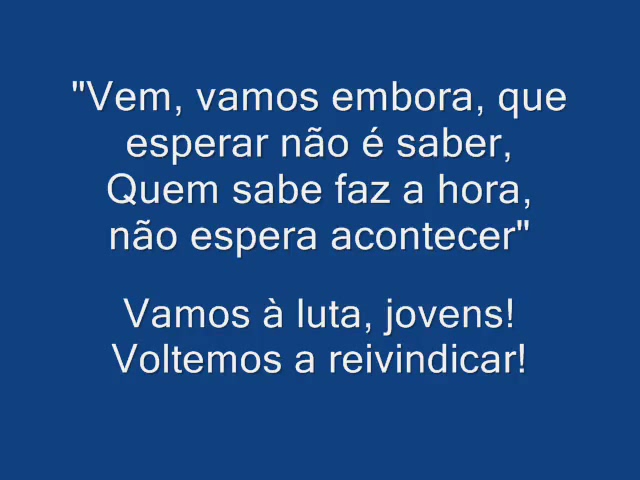 "Vem, vamos embora, que
esperar não é saber,
Quem sabe faz a hora,
não espera acontecer"
Vamos à luta, jovens!
Voltemos a reivindicar!